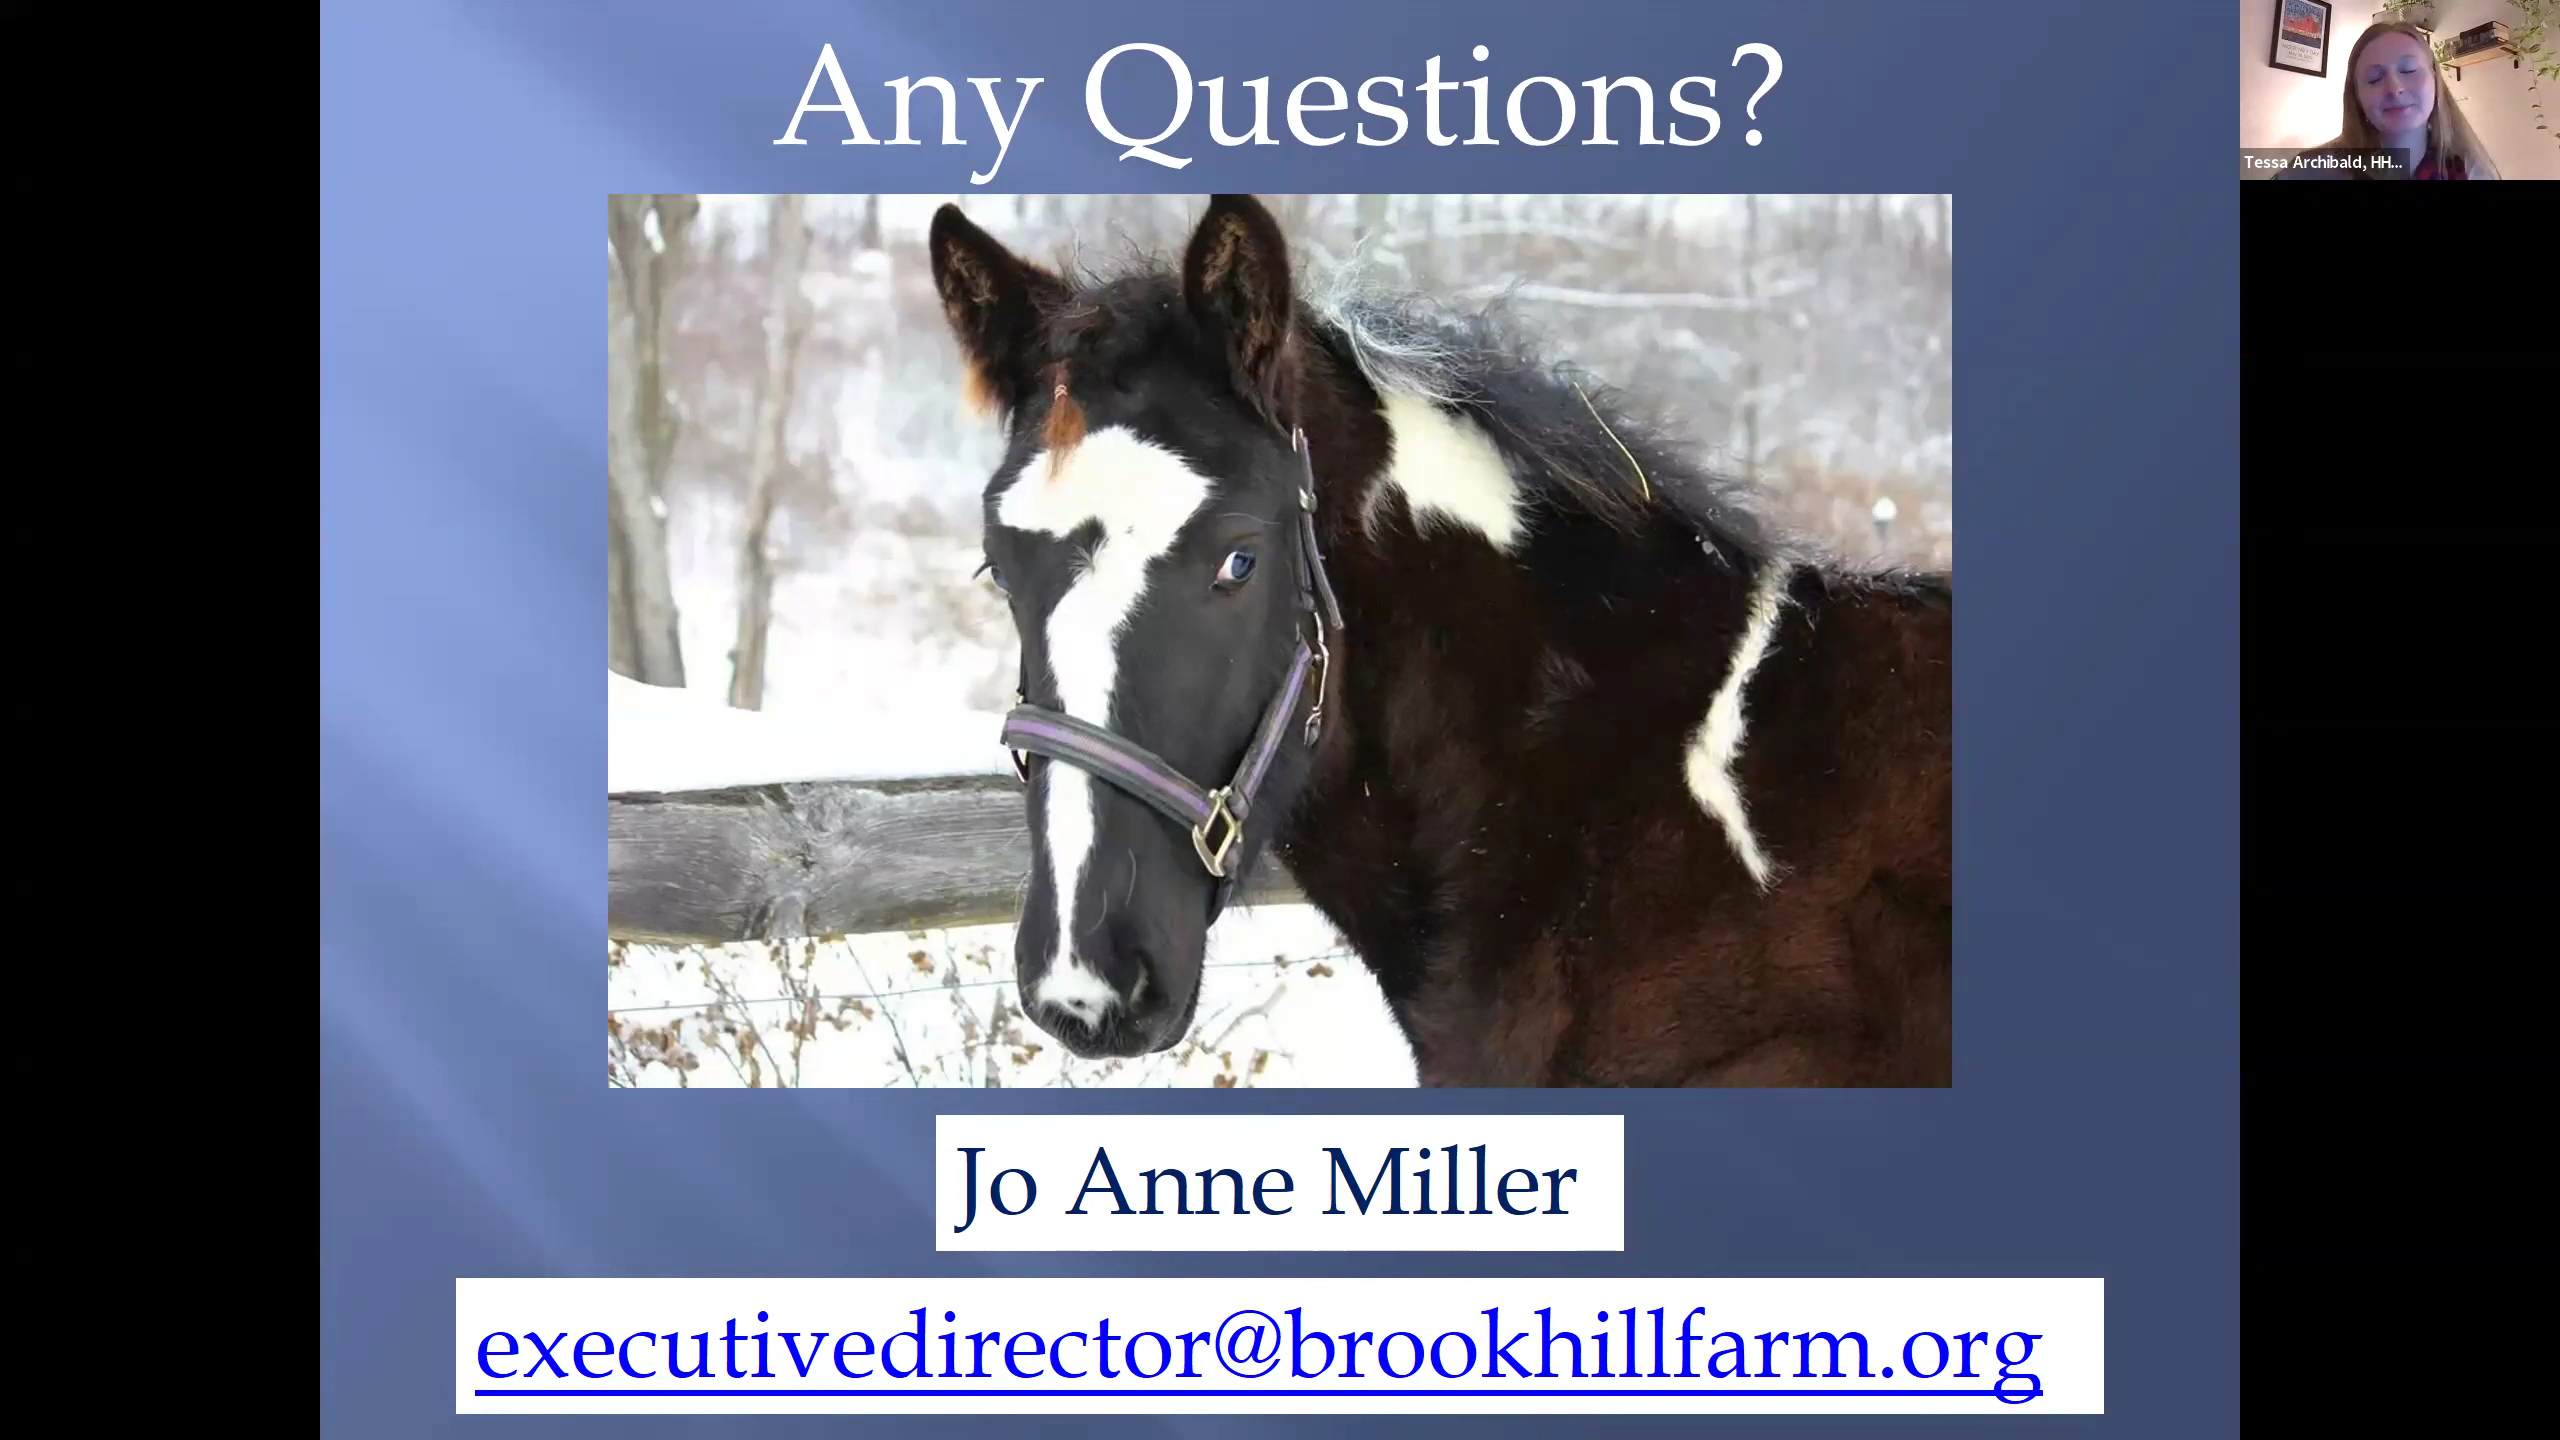 Any Questions?
Tessa Archibald, HH...
Jo Anne Miller
executivedirector@brookhillfarm.org